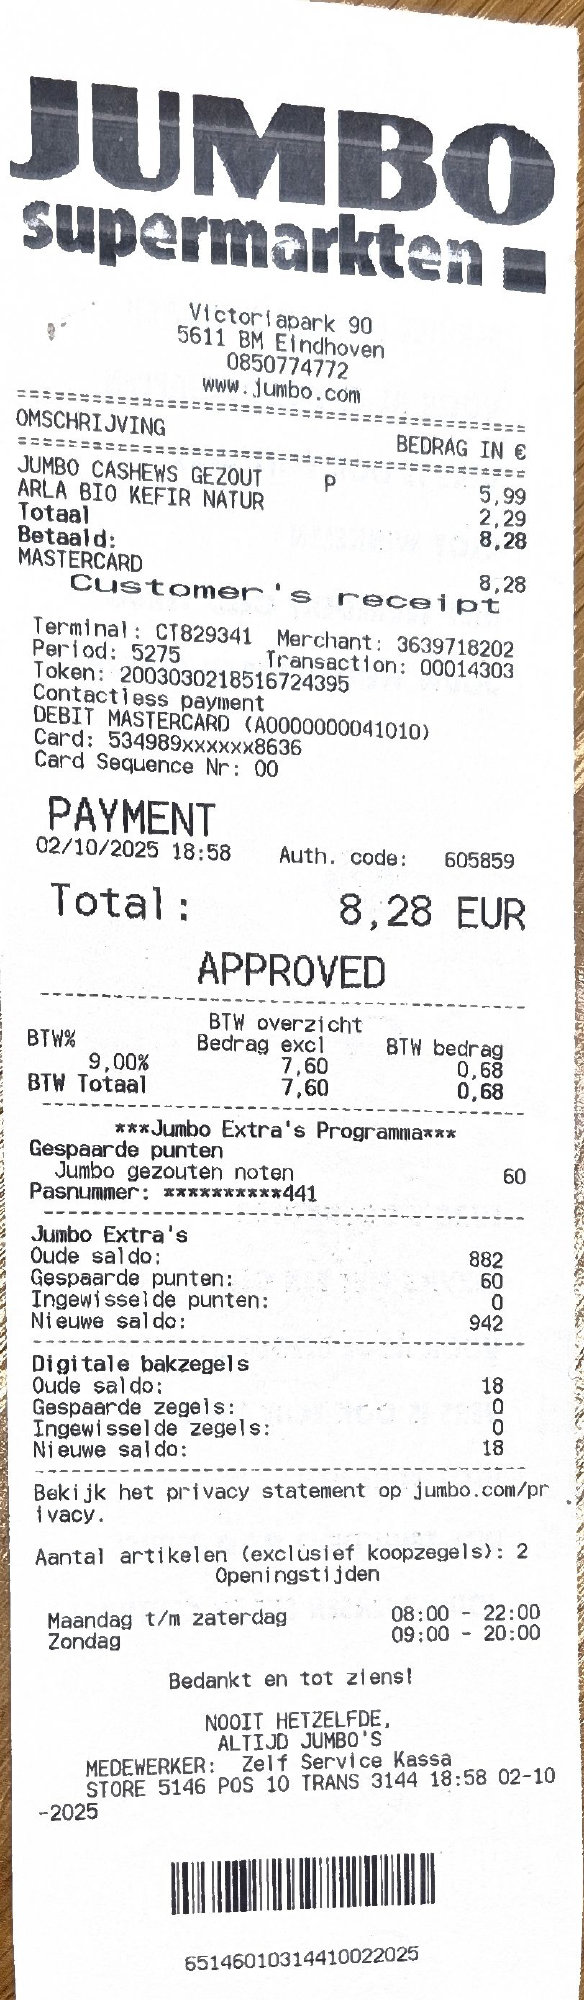 JUMBO
supermarkten
Victoriapark 90
5611 BM Eindhoven
0850774772
www.jumbo.com
==========================================
OMSCHRIJVING BEDRAG IN €
==========================================
JUMBO CASHEWS GEZOUT P 5,99
ARLA BIO KEFIR NATUR 2,29
Totaal 8,28
Betaald:
MASTERCARD 8,28
Customer's receipt
Terminal: CT829341 Merchant: 3639718202
Period: 5275 Transaction: 00014303
Token: 2003030218516724395
Contactless payment
DEBIT MASTERCARD (A0000000041010)
Card: 534989xxxxxx8636
Card Sequence Nr: 00
PAYMENT
02/10/2025 18:58 Auth. code: 605859
Total: 8,28 EUR
APPROVED
------------------------------------------
BTW overzicht
BTW% Bedrag excl BTW bedrag
9,00% 7,60 0,68
BTW Totaal 7,60 0,68
------------------------------------------
***Jumbo Extra's Programma***
Gespaarde punten
Jumbo gezouten noten 60
Pasnummer: **********441
------------------------------------------
Jumbo Extra's
Oude saldo: 882
Gespaarde punten: 60
Ingewisselde punten: 0
Nieuwe saldo: 942
------------------------------------------
Digitale bakzegels
Oude saldo: 18
Gespaarde zegels: 0
Ingewisselde zegels: 0
Nieuwe saldo: 18
------------------------------------------
Bekijk het privacy statement op jumbo.com/pr
ivacy.
Aantal artikelen (exclusief koopzegels): 2
Openingstijden
Maandag t/m zaterdag 08:00 - 22:00
Zondag 09:00 - 20:00
Bedankt en tot ziens!
NOOIT HETZELFDE,
ALTIJD JUMBO'S
MEDEWERKER: Zelf Service Kassa
STORE 5146 POS 10 TRANS 3144 18:58 02-10
-2025
65146010314410022025